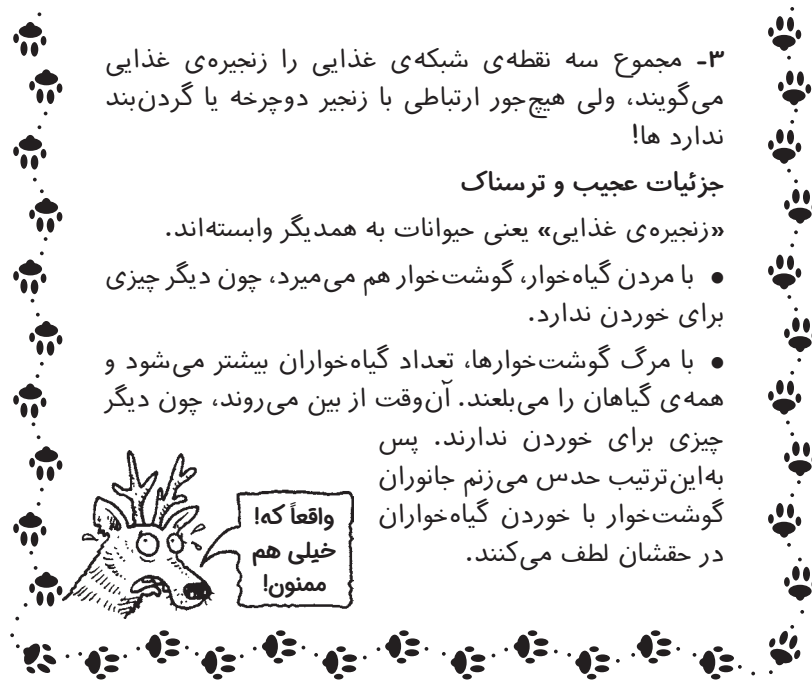 ۳- مجموع سه نقطه‌ی شبکه‌ی غذایی را زنجیره‌ی غذایی
می‌گویند، ولی هیچ‌جور ارتباطی با زنجیر دوچرخه یا گردن‌بند
ندارد ها!
جزئیات عجیب و ترسناک
«زنجیره‌ی غذایی» یعنی حیوانات به همدیگر وابسته‌اند.
● با مردن گیاه‌خوار، گوشت‌خوار هم می‌میرد، چون دیگر چیزی
برای خوردن ندارد.
● با مرگ گوشت‌خوارها، تعداد گیاه‌خواران بیشتر می‌شود و
همه‌ی گیاهان را می‌بلعند. آن‌وقت از بین می‌روند، چون دیگر
چیزی برای خوردن ندارند. پس
به‌این‌ترتیب حدس می‌زنم جانوران
گوشت‌خوار با خوردن گیاه‌خواران
در حقشان لطف می‌کنند.
واقعاً که!
خیلی هم
ممنون!